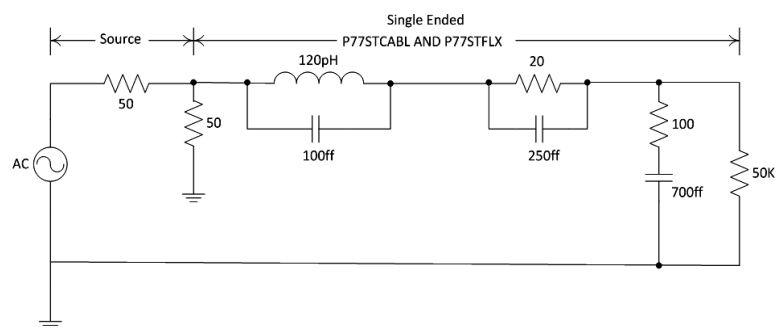 Single Ended
Source
P77STCABL AND P77STFLX
120pH
20
50
50
100
AC
100ff
250ff
50K
700ff